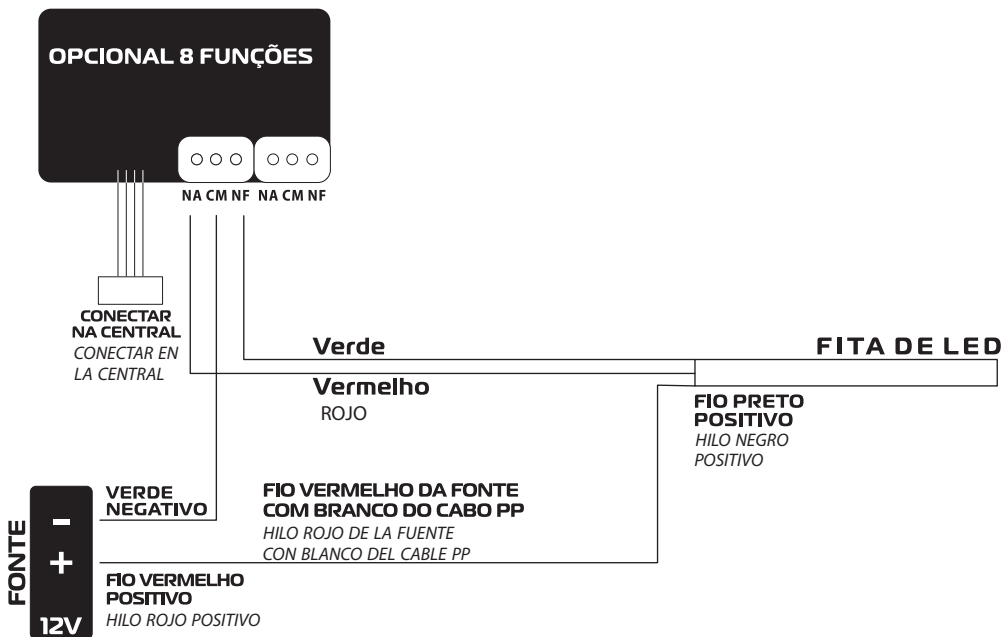 OPCIONAL 8 FUNÇÕES
NA CM NF NA CM NF
CONECTAR
NA CENTRAL
CONECTAR EN
LA CENTRAL
Verde
Vermelho
ROJO
FITA DE LED
FIO PRETO
POSITIVO
HILO NEGRO
POSITIVO
VERDE
NEGATIVO
FIO VERMELHO DA FONTE
COM BRANCO DO CABO PP
HILO ROJO DE LA FUENTE
CON BLANCO DEL CABLE PP
FONTE
-
+
12V
FIO VERMELHO
POSITIVO
HILO ROJO POSITIVO